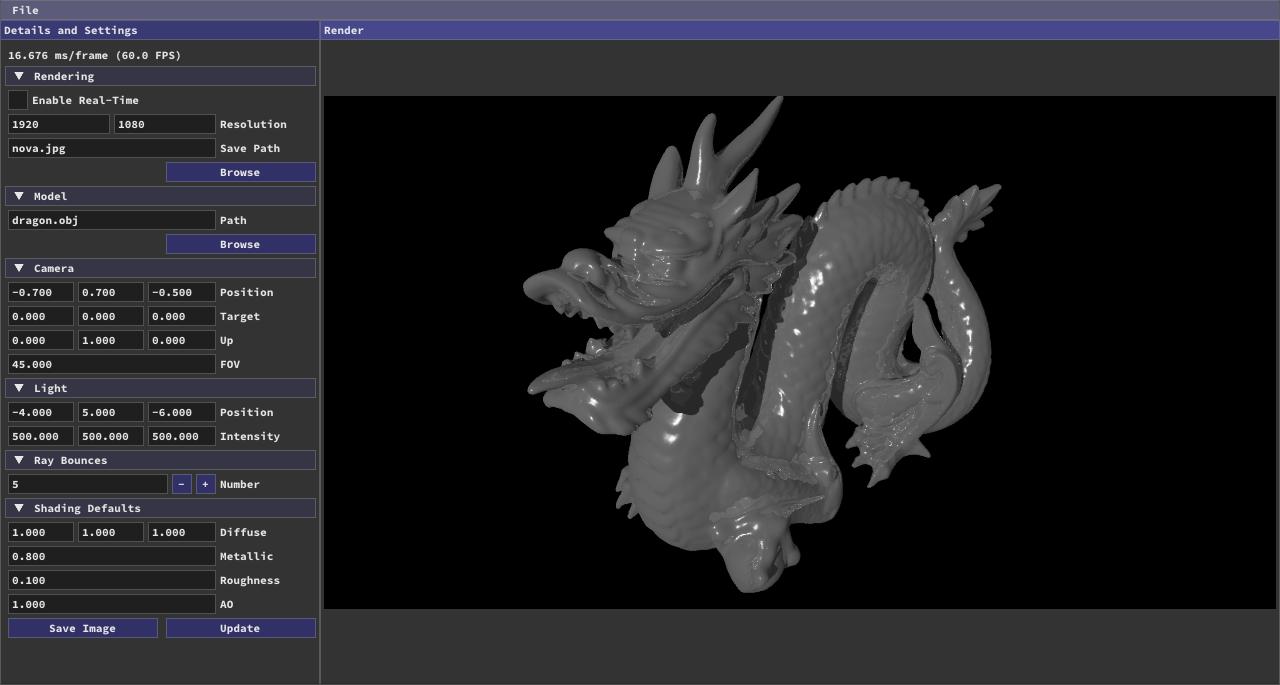 File
Details and Settings
Render
16.676 ms/frame (60.0 FPS)
Rendering
Enable Real-Time
1920 1080 Resolution
nova.jpg Save Path
Browse
Model
dragon.obj Path
Browse
Camera
-0.700 0.700 -0.500 Position
0.000 0.000 0.000 Target
0.000 1.000 0.000 Up
45.000 FOV
Light
-4.000 5.000 -6.000 Position
500.000 500.000 500.000 Intensity
Ray Bounces
5 - + Number
Shading Defaults
1.000 1.000 1.000 Diffuse
0.800 Metallic
0.100 Roughness
1.000 AO
Save Image Update